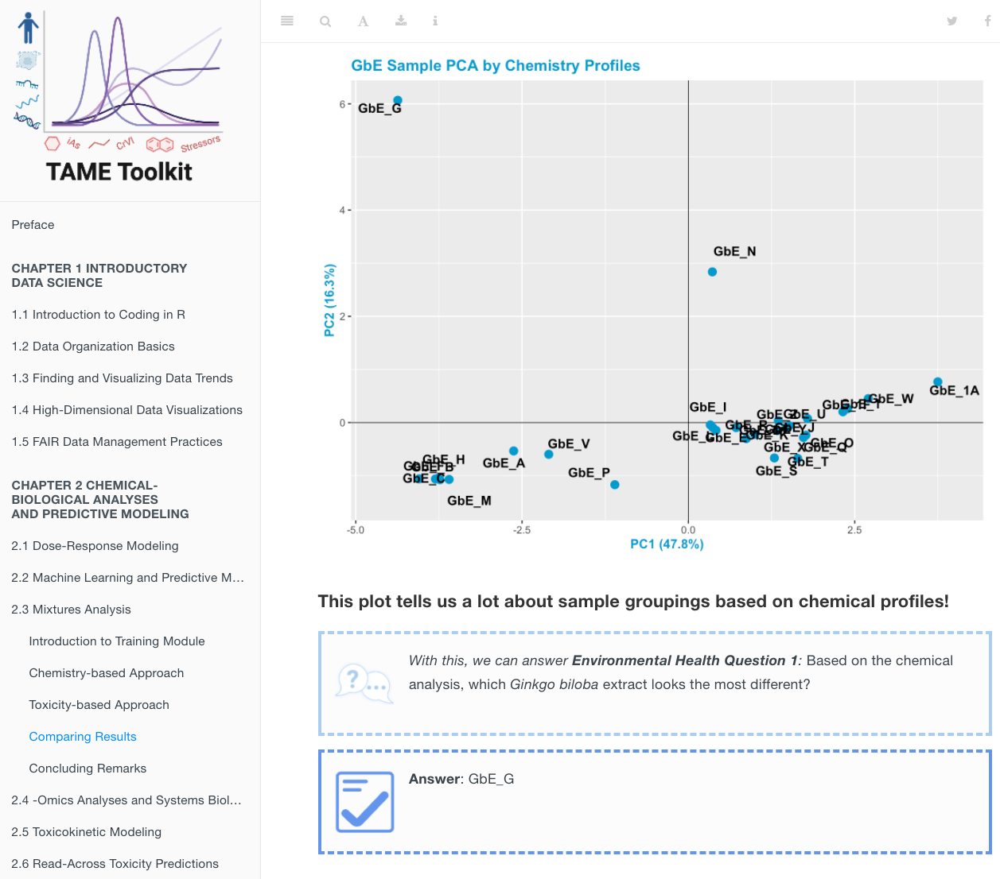 iAs
CrVI
Stressors
TAME Toolkit
Preface
CHAPTER 1 INTRODUCTORY
DATA SCIENCE
1.1 Introduction to Coding in R
1.2 Data Organization Basics
1.3 Finding and Visualizing Data Trends
1.4 High-Dimensional Data Visualizations
1.5 FAIR Data Management Practices
CHAPTER 2 CHEMICAL-
BIOLOGICAL ANALYSES
AND PREDICTIVE MODELING
2.1 Dose-Response Modeling
2.2 Machine Learning and Predictive M…
2.3 Mixtures Analysis
Introduction to Training Module
Chemistry-based Approach
Toxicity-based Approach
Comparing Results
Concluding Remarks
2.4 -Omics Analyses and Systems Biol…
2.5 Toxicokinetic Modeling
2.6 Read-Across Toxicity Predictions
A
i
GbE Sample PCA by Chemistry Profiles
6
GbE_G
4
GbE_N
PC2 (16.3%)
2
GbE_1A
GbE_W
GbE_I
GbE_U
0
GbE_O
GbE_V
GbE_X
GbE_Q
GbE_H
GbE_A
GbE_T
GbE_P
GbE_S
GbE_C
GbE_M
-5.0
-2.5
0.0
2.5
PC1 (47.8%)
This plot tells us a lot about sample groupings based on chemical profiles!
With this, we can answer Environmental Health Question 1: Based on the chemical
analysis, which Ginkgo biloba extract looks the most different?
Answer: GbE_G